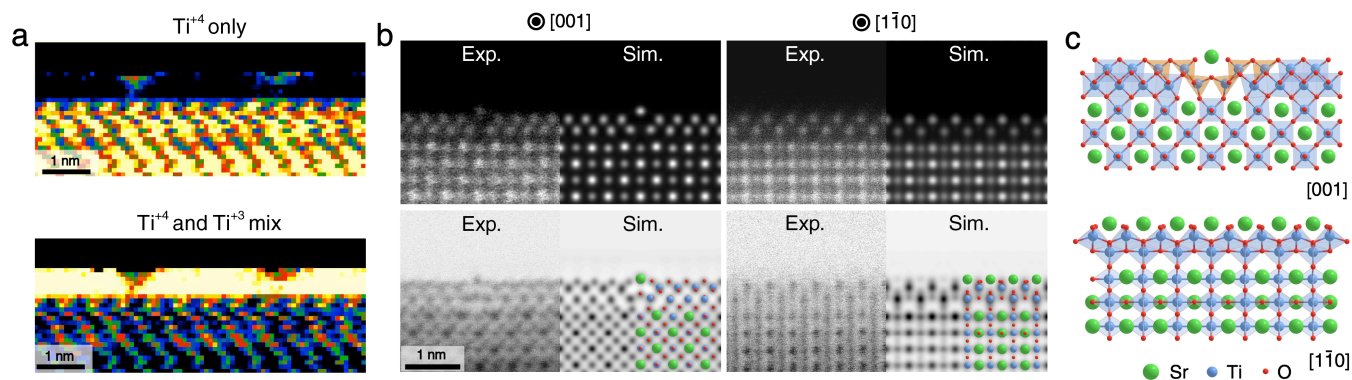 a
Ti+4 only
1 nm
Ti+4 and Ti+3 mix
1 nm
b
[001]
[11̄0]
Exp.
Sim.
Exp.
Sim.
Exp.
Sim.
Exp.
Sim.
1 nm
c
[001]
[11̄0]
Sr
Ti
O